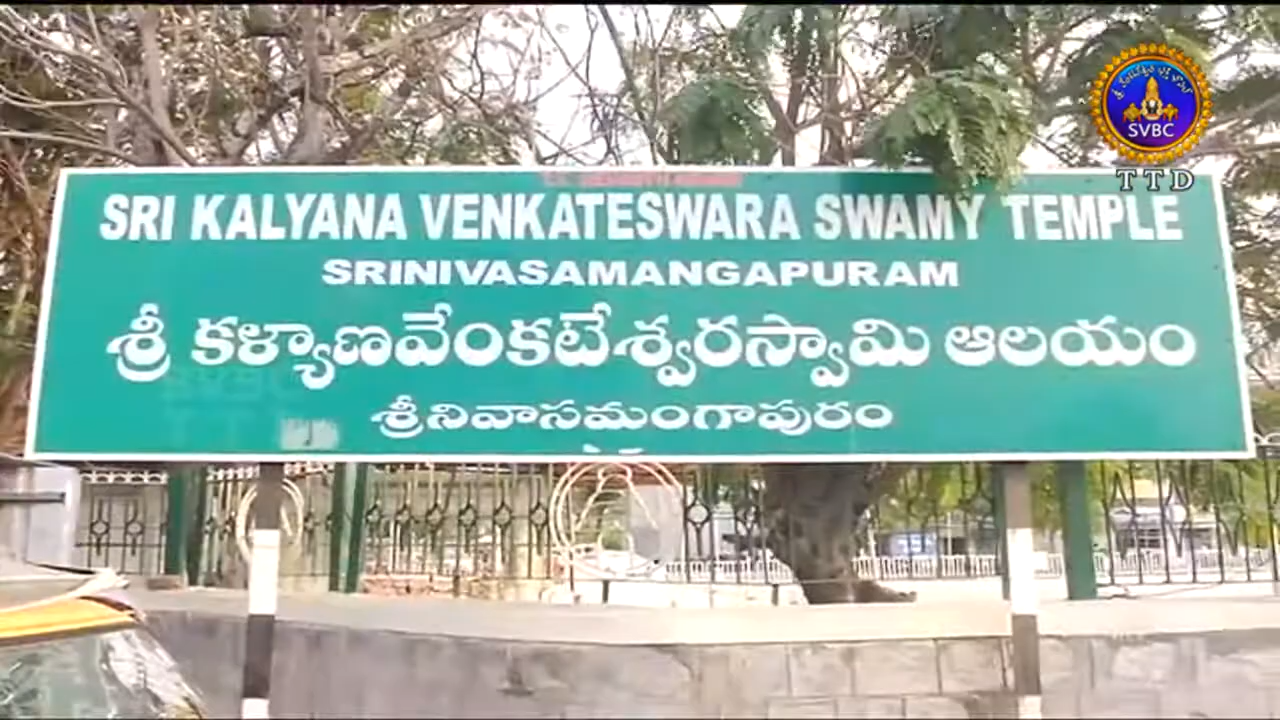 SVBC
TTD
SRI KALYANA VENKATESWARA SWAMY TEMPLE
SRINIVASAMANGAPURAM
శ్రీ కళ్యాణవేంకటేశ్వరస్వామి ఆలయం
శ్రీనివాసమంగాపురం